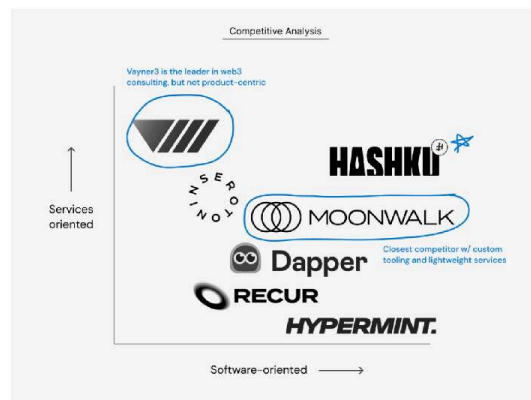 Competitive Analysis
Vayner3 is the leader in web3
consulting, but not product-centric
HASHKU
#
SEROTONIN
MOONWALK
Services
oriented
Closest competitor w/ custom
tooling and lightweight services
Dapper
RECUR
HYPERMINT.
Software-oriented